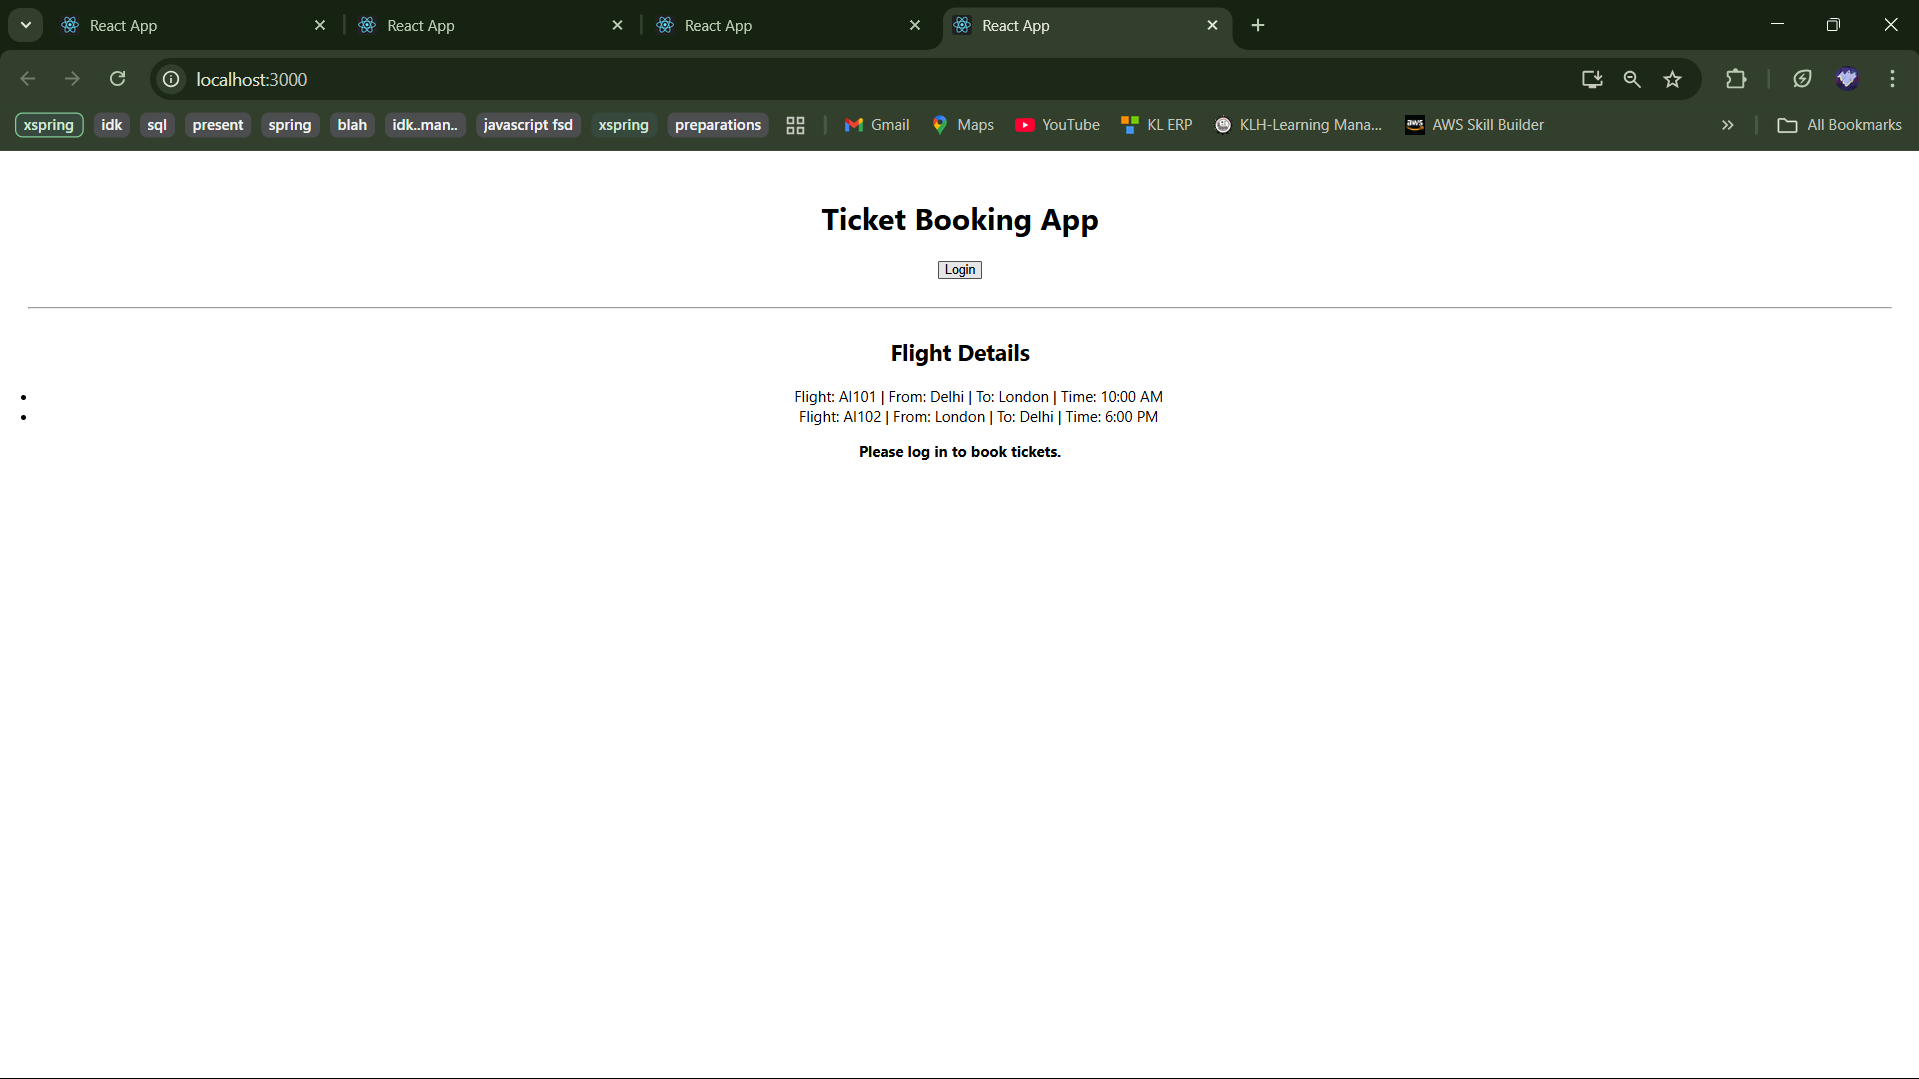 React App
React App
React App
React App
localhost:3000
xspring idk sql present spring blah idk..man.. javascript fsd xspring preparations Gmail Maps YouTube KL ERP KLH-Learning Mana... AWS Skill Builder All Bookmarks
Ticket Booking App
Login
Flight Details
• Flight: AI101 | From: Delhi | To: London | Time: 10:00 AM
• Flight: AI102 | From: London | To: Delhi | Time: 6:00 PM
Please log in to book tickets.